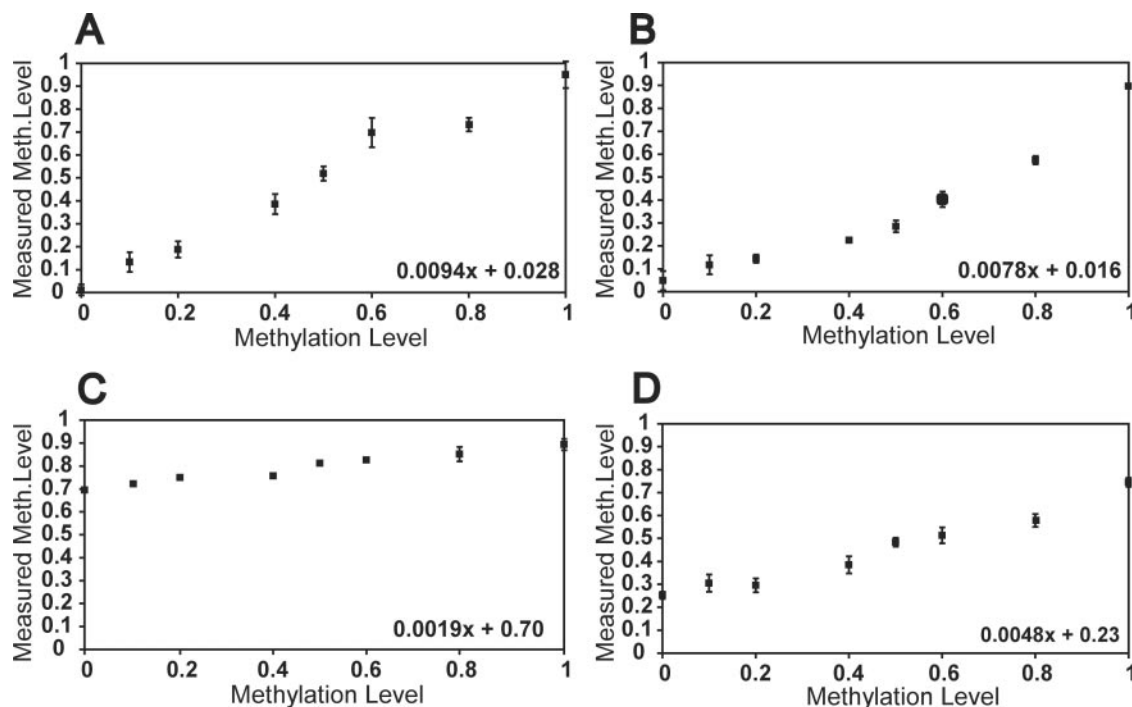 A
Measured Meth.Level
1
0.9
0.8
0.7
0.6
0.5
0.4
0.3
0.2
0.1
0
0.0094x + 0.028
0 0.2 0.4 0.6 0.8 1
Methylation Level
B
Measured Meth.Level
1
0.9
0.8
0.7
0.6
0.5
0.4
0.3
0.2
0.1
0
0.0078x + 0.016
0 0.2 0.4 0.6 0.8 1
Methylation Level
C
Measured Meth.Level
1
0.9
0.8
0.7
0.6
0.5
0.4
0.3
0.2
0.1
0
0.0019x + 0.70
0 0.2 0.4 0.6 0.8 1
Methylation Level
D
Measured Meth.Level
1
0.9
0.8
0.7
0.6
0.5
0.4
0.3
0.2
0.1
0
0.0048x + 0.23
0 0.2 0.4 0.6 0.8 1
Methylation Level